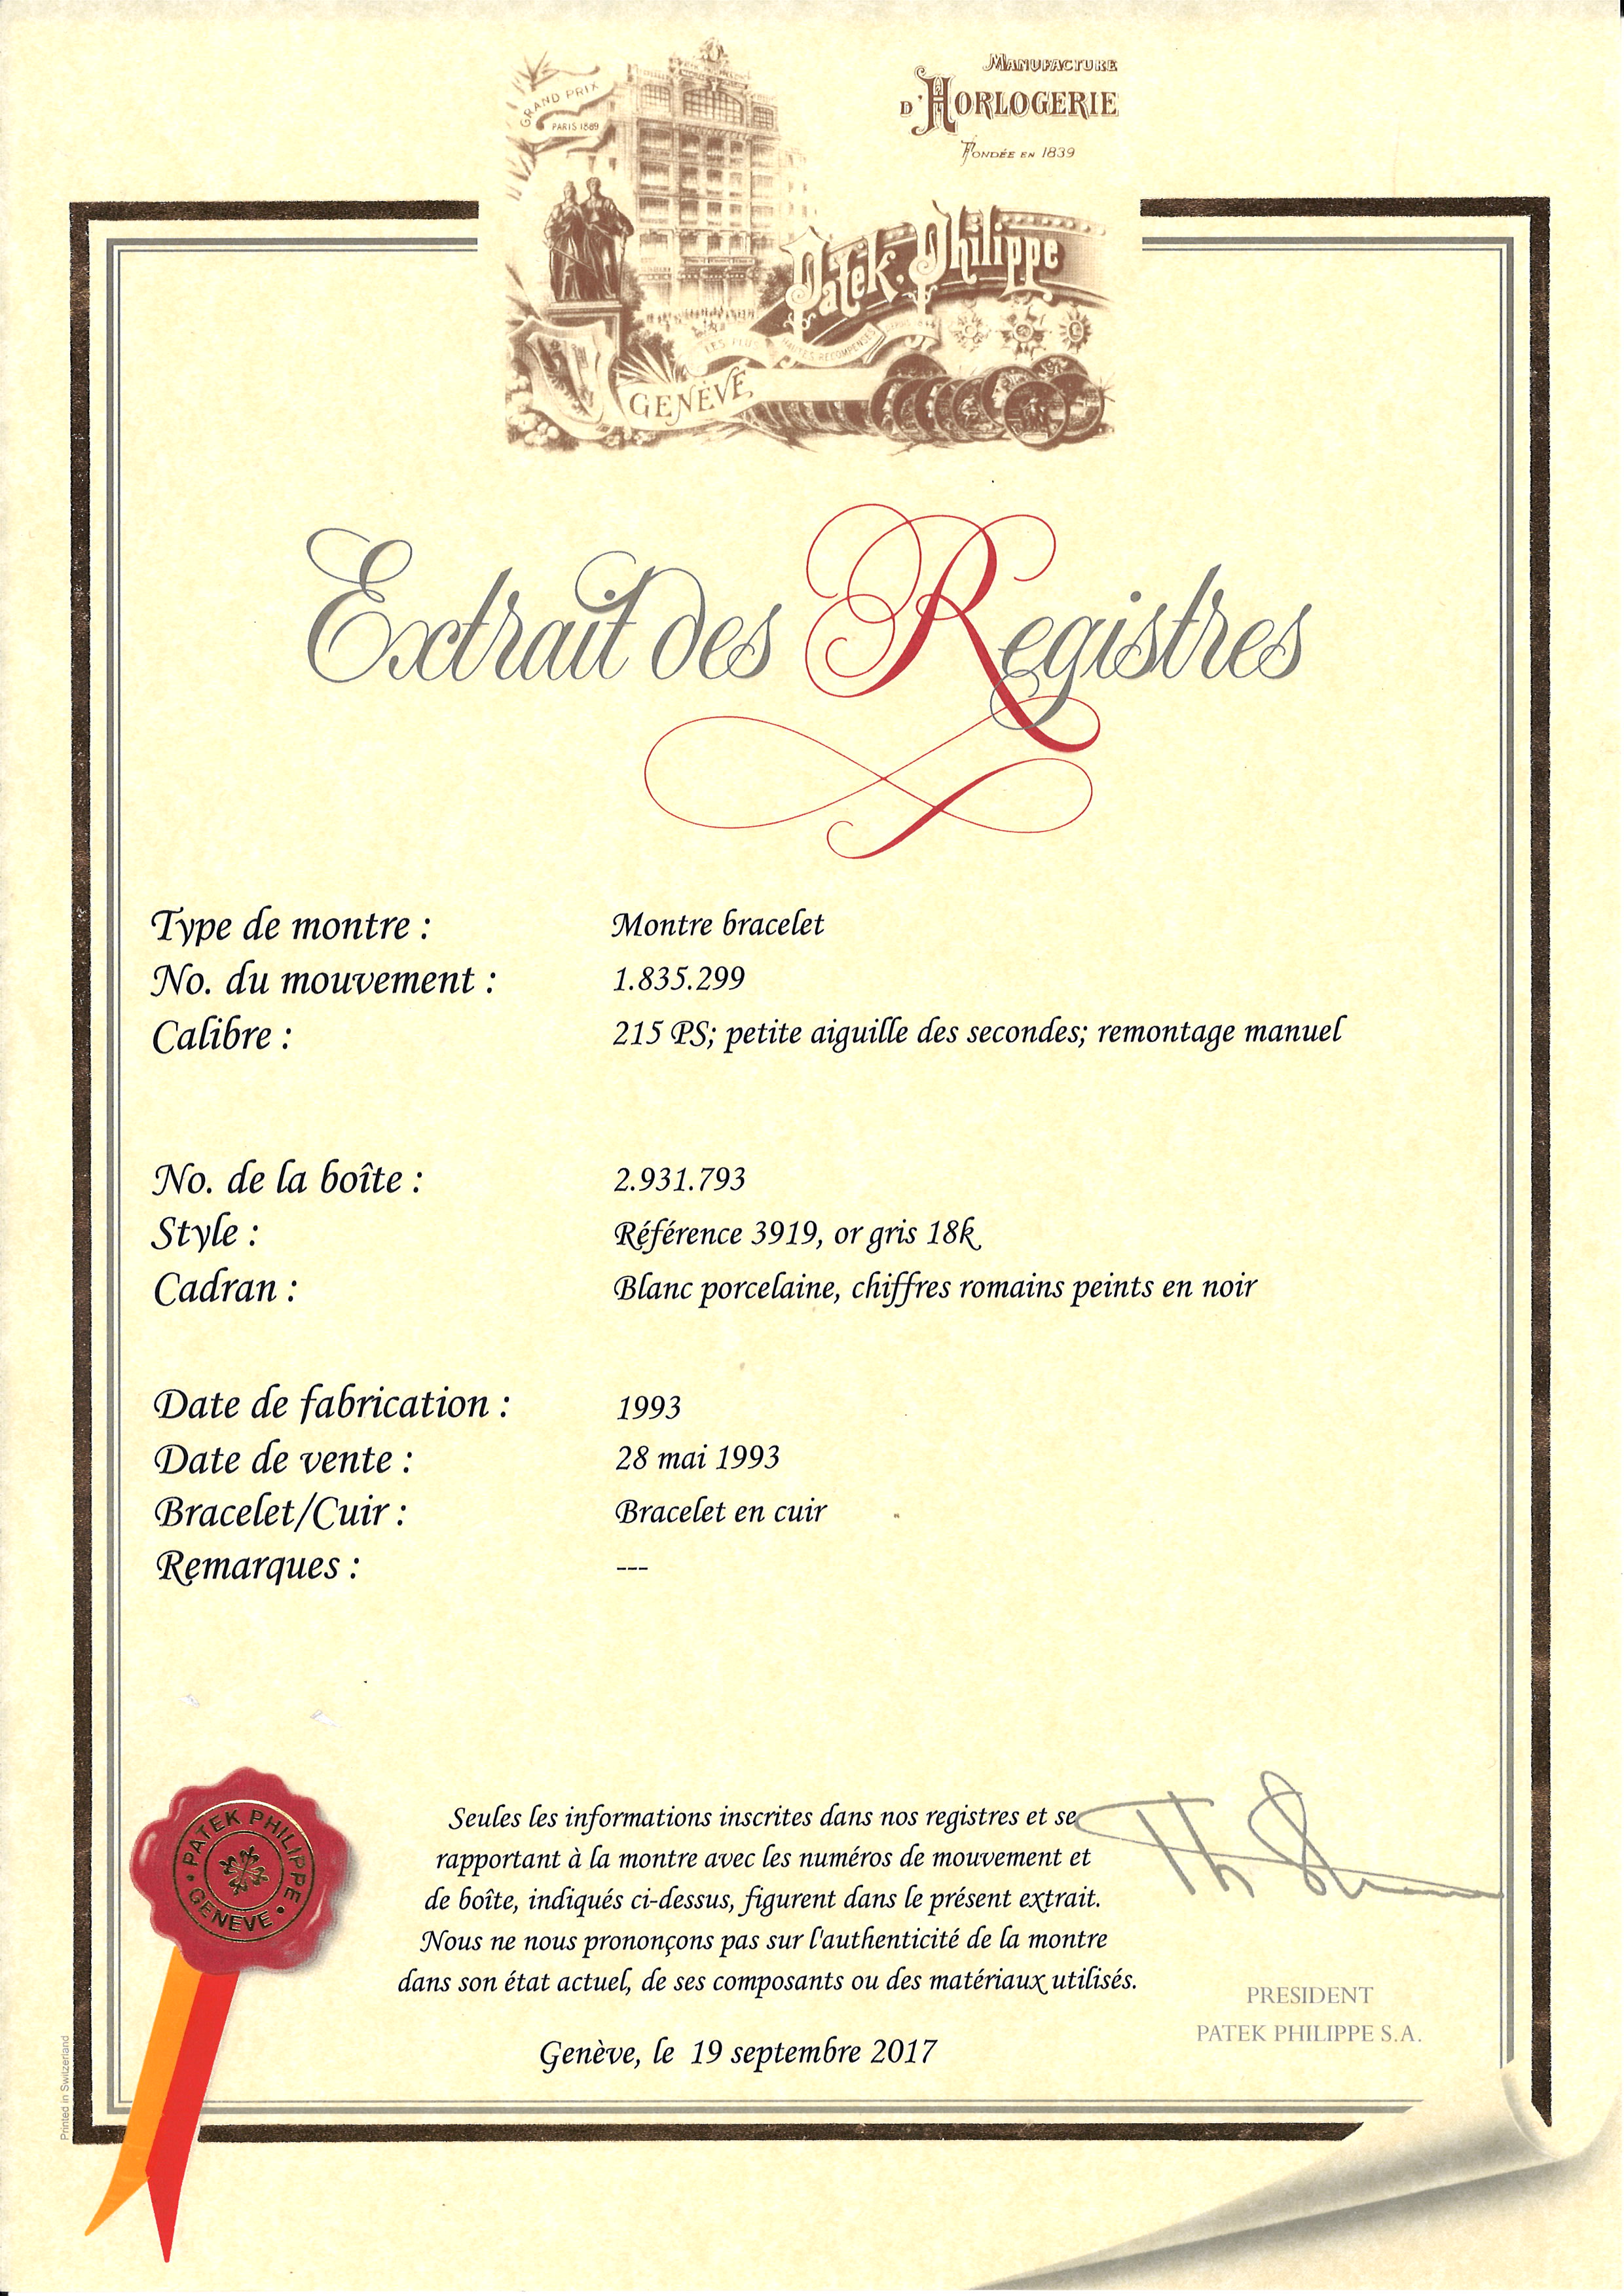 MANUFACTURE
D'HORLOGERIE
FONDÉE EN 1839
GRAND PRIX
PARIS 1889
Patek Philippe
LES PLUS HAUTES RECOMPENSES
GENÈVE
Extrait des Registres
Type de montre : Montre bracelet
No. du mouvement : 1.835.299
Calibre : 215 PS; petite aiguille des secondes; remontage manuel
No. de la boîte : 2.931.793
Style : Référence 3919, or gris 18k
Cadran : Blanc porcelaine, chiffres romains peints en noir
Date de fabrication : 1993
Date de vente : 28 mai 1993
Bracelet/Cuir : Bracelet en cuir
Remarques : ---
Seules les informations inscrites dans nos registres et se
rapportant à la montre avec les numéros de mouvement et
de boîte, indiqués ci-dessus, figurent dans le présent extrait.
Nous ne nous prononçons pas sur l'authenticité de la montre
dans son état actuel, de ses composants ou des matériaux utilisés.
Genève, le 19 septembre 2017
PRESIDENT
PATEK PHILIPPE S.A.
PATEK PHILIPPE
GENEVE
Printed in Switzerland